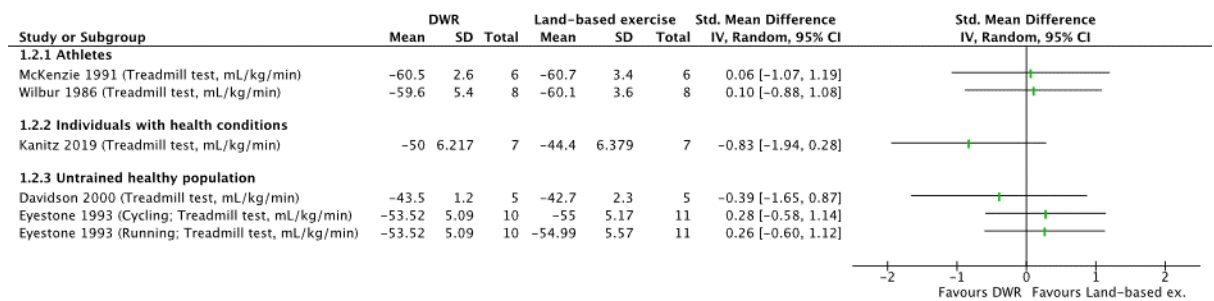 DWR Land-based exercise Std. Mean Difference Std. Mean Difference
Study or Subgroup Mean SD Total Mean SD Total IV, Random, 95% CI IV, Random, 95% CI
1.2.1 Athletes
McKenzie 1991 (Treadmill test, mL/kg/min) -60.5 2.6 6 -60.7 3.4 6 0.06 [-1.07, 1.19]
Wilbur 1986 (Treadmill test, mL/kg/min) -59.6 5.4 8 -60.1 3.6 8 0.10 [-0.88, 1.08]
1.2.2 Individuals with health conditions
Kanitz 2019 (Treadmill test, mL/kg/min) -50 6.217 7 -44.4 6.379 7 -0.83 [-1.94, 0.28]
1.2.3 Untrained healthy population
Davidson 2000 (Treadmill test, mL/kg/min) -43.5 1.2 5 -42.7 2.3 5 -0.39 [-1.65, 0.87]
Eyestone 1993 (Cycling; Treadmill test, mL/kg/min) -53.52 5.09 10 -55 5.17 11 0.28 [-0.58, 1.14]
Eyestone 1993 (Running; Treadmill test, mL/kg/min) -53.52 5.09 10 -54.99 5.57 11 0.26 [-0.60, 1.12]
-2 -1 0 1 2
Favours DWR Favours Land-based ex.